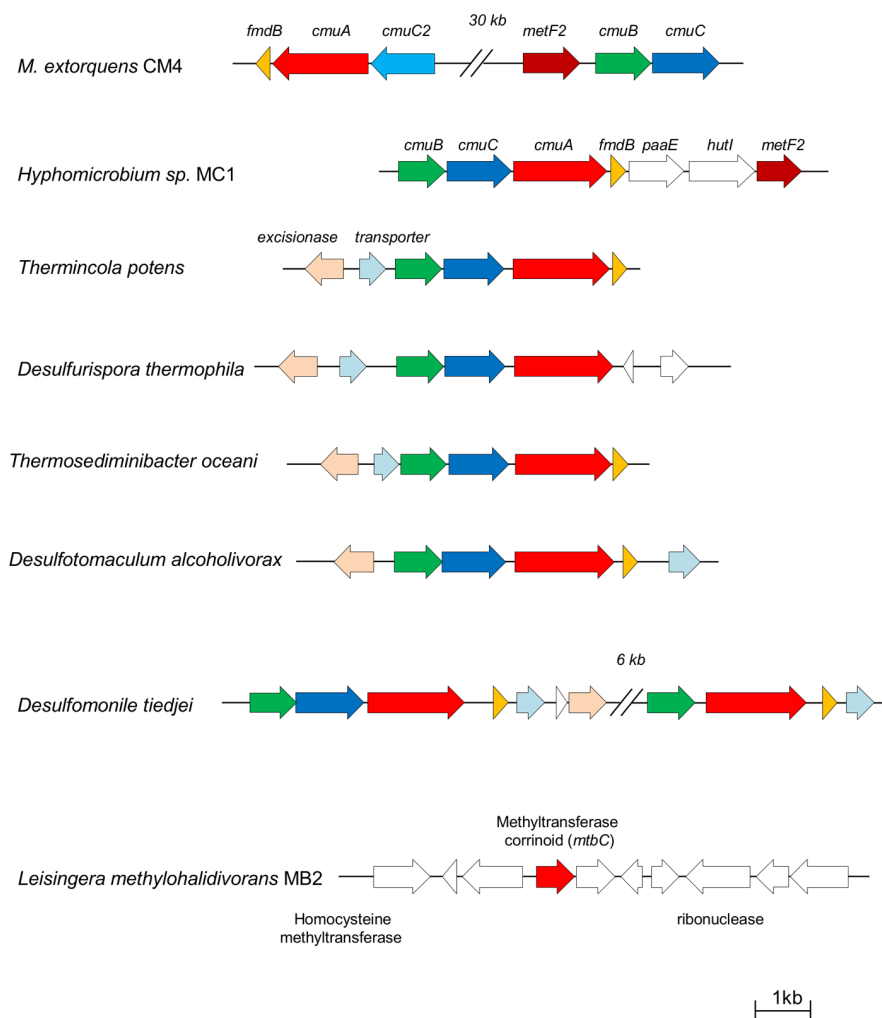 30 kb
fmdB cmuA cmuC2 metF2 cmuB cmuC
M. extorquens CM4
cmuB cmuC cmuA fmdB paaE hutI metF2
Hyphomicrobium sp. MC1
excisionase transporter
Thermincola potens
Desulfurispora thermophila
Thermosediminibacter oceani
Desulfotomaculum alcoholivorax
6 kb
Desulfomonile tiedjei
Methyltransferase
corrinoid (mtbC)
Leisingera methylohalidivorans MB2
Homocysteine ribonuclease
methyltransferase
1kb